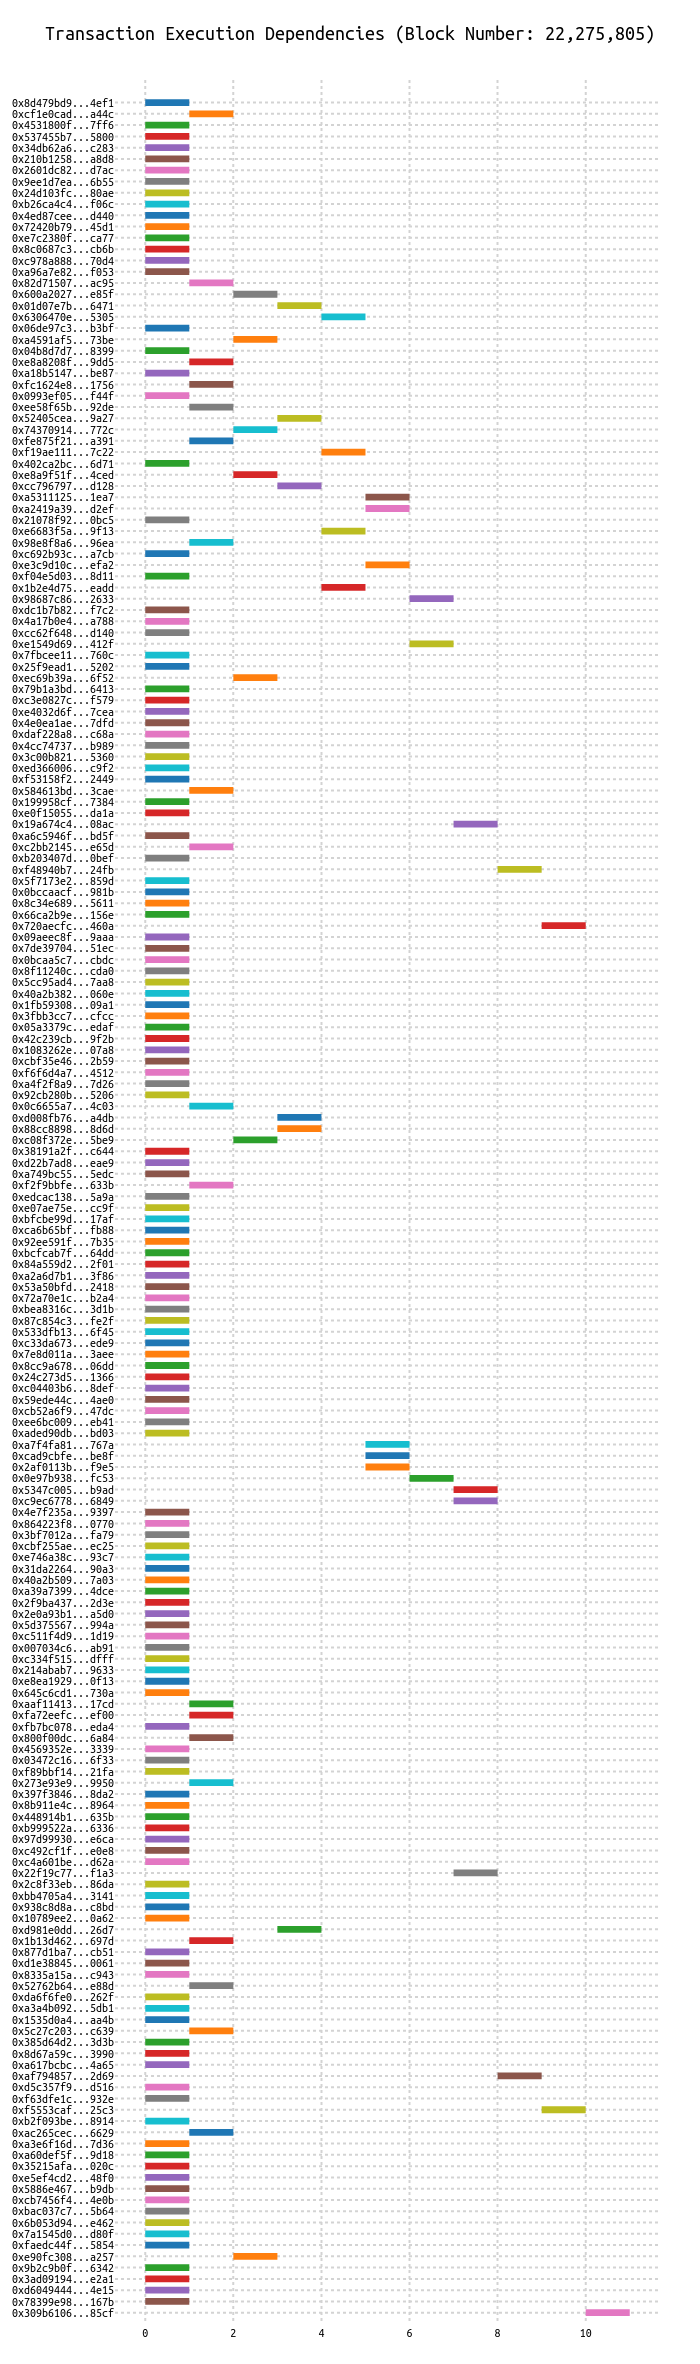 Transaction Execution Dependencies (Block Number: 22,275,805)
0x8d479bd9...4ef1
0xcf1e0cad...a44c
0x4531800f...7ff6
0x537455b7...5800
0x34db62a6...c283
0x210b1258...a8d8
0x2601dc82...d7ac
0x9ee1d7ea...6b55
0x24d103fc...80ae
0xb26ca4c4...f06c
0x4ed87cee...d440
0x72420b79...45d1
0xe7c2380f...ca77
0x8c0687c3...cb6b
0xc978a888...70d4
0xa96a7e82...f053
0x82d71507...ac95
0x600a2027...e85f
0x01d07e7b...6471
0x6306470e...5305
0x06de97c3...b3bf
0xa4591af5...73be
0x04b8d7d7...8399
0xe8a8208f...9dd5
0xa18b5147...be87
0xfc1624e8...1756
0x0993ef05...f44f
0xee58f65b...92de
0x52405cea...9a27
0x74370914...772c
0xfe875f21...a391
0xf19ae111...7c22
0x402ca2bc...6d71
0xe8a9f51f...4ced
0xcc796797...d128
0xa5311125...1ea7
0xa2419a39...d2ef
0x21078f92...0bc5
0xe6683f5a...9f13
0x98e8f8a6...96ea
0xc692b93c...a7cb
0xe3c9d10c...efa2
0xf04e5d03...8d11
0x1b2e4d75...eadd
0x98687c86...2633
0xdc1b7b82...f7c2
0x4a17b0e4...a788
0xcc62f648...d140
0xe1549d69...412f
0x7fbcee11...760c
0x25f9ead1...5202
0xec69b39a...6f52
0x79b1a3bd...6413
0xc3e0827c...f579
0xe4032d6f...7cea
0x4e0ea1ae...7dfd
0xdaf228a8...c68a
0x4cc74737...b989
0x3c00b821...5360
0xed366006...c9f2
0xf53158f2...2449
0x584613bd...3cae
0x199958cf...7384
0xe0f15055...da1a
0x19a674c4...08ac
0xa6c5946f...bd5f
0xc2bb2145...e65d
0xb203407d...0bef
0xf48940b7...24fb
0x5f7173e2...859d
0x0bccaacf...981b
0x8c34e689...5611
0x66ca2b9e...156e
0x720aecfc...460a
0x09aeec8f...9aaa
0x7de39704...51ec
0x0bcaa5c7...cbdc
0x8f11240c...cda0
0x5cc95ad4...7aa8
0x40a2b382...060e
0x1fb59308...09a1
0x3fbb3cc7...cfcc
0x05a3379c...edaf
0x42c239cb...9f2b
0x1083262e...07a8
0xcbf35e46...2b59
0xf6f6d4a7...4512
0xa4f2f8a9...7d26
0x92cb280b...5206
0x0c6655a7...4c03
0xd008fb76...a4db
0x88cc8898...8d6d
0xc08f372e...5be9
0x38191a2f...c644
0xd22b7ad8...eae9
0xa749bc55...5edc
0xf2f9bbfe...633b
0xedcac138...5a9a
0xe07ae75e...cc9f
0xbfcbe99d...17af
0xca6b65bf...fb88
0x92ee591f...7b35
0xbcfcab7f...64dd
0x84a559d2...2f01
0xa2a6d7b1...3f86
0x53a50bfd...2418
0x72a70e1c...b2a4
0xbea8316c...3d1b
0x87c854c3...fe2f
0x533dfb13...6f45
0xc33da673...ede9
0x7e8d011a...3aee
0x8cc9a678...06dd
0x24c273d5...1366
0xc04403b6...8def
0x59ede44c...4ae0
0xcb52a6f9...47dc
0xee6bc009...eb41
0xaded90db...bd03
0xa7f4fa81...767a
0xcad9cbfe...be8f
0x2af0113b...f9e5
0x0e97b938...fc53
0x5347c005...b9ad
0xc9ec6778...6849
0x4e7f235a...9397
0x864223f8...0770
0x3bf7012a...fa79
0xcbf255ae...ec25
0xe746a38c...93c7
0x31da2264...90a3
0x40a2b509...7a03
0xa39a7399...4dce
0x2f9ba437...2d3e
0x2e0a93b1...a5d0
0x5d375567...994a
0xc511f4d9...1d19
0x007034c6...ab91
0xc334f515...dfff
0x214abab7...9633
0xe8ea1929...0f13
0x645c6cd1...730a
0xaaf11413...17cd
0xfa72eefc...ef00
0xfb7bc078...eda4
0x800f00dc...6a84
0x4569352e...3339
0x03472c16...6f33
0xf89bbf14...21fa
0x273e93e9...9950
0x397f3846...8da2
0x8b911e4c...8964
0x448914b1...635b
0xb999522a...6336
0x97d99930...e6ca
0xc492cf1f...e0e8
0xc4a601be...d62a
0x22f19c77...f1a3
0x2c8f33eb...86da
0xbb4705a4...3141
0x938c8d8a...c8bd
0x10789ee2...0a62
0xd981e0dd...26d7
0x1b13d462...697d
0x877d1ba7...cb51
0xd1e38845...0061
0x8335a15a...c943
0x52762b64...e88d
0xda6f6fe0...262f
0xa3a4b092...5db1
0x1535d0a4...aa4b
0x5c27c203...c639
0x385d64d2...3d3b
0x8d67a59c...3990
0xa617bcbc...4a65
0xaf794857...2d69
0xd5c357f9...d516
0xf63dfe1c...932e
0xf5553caf...25c3
0xb2f093be...8914
0xac265cec...6629
0xa3e6f16d...7d36
0xa60def5f...9d18
0x35215afa...020c
0xe5ef4cd2...48f0
0x5886e467...b9db
0xcb7456f4...4e0b
0xbac037c7...5b64
0x6b053d94...e462
0x7a1545d0...d80f
0xfaedc44f...5854
0xe90fc308...a257
0x9b2c9b0f...6342
0x3ad09194...e2a1
0xd6049444...4e15
0x78399e98...167b
0x309b6106...85cf
0 2 4 6 8 10